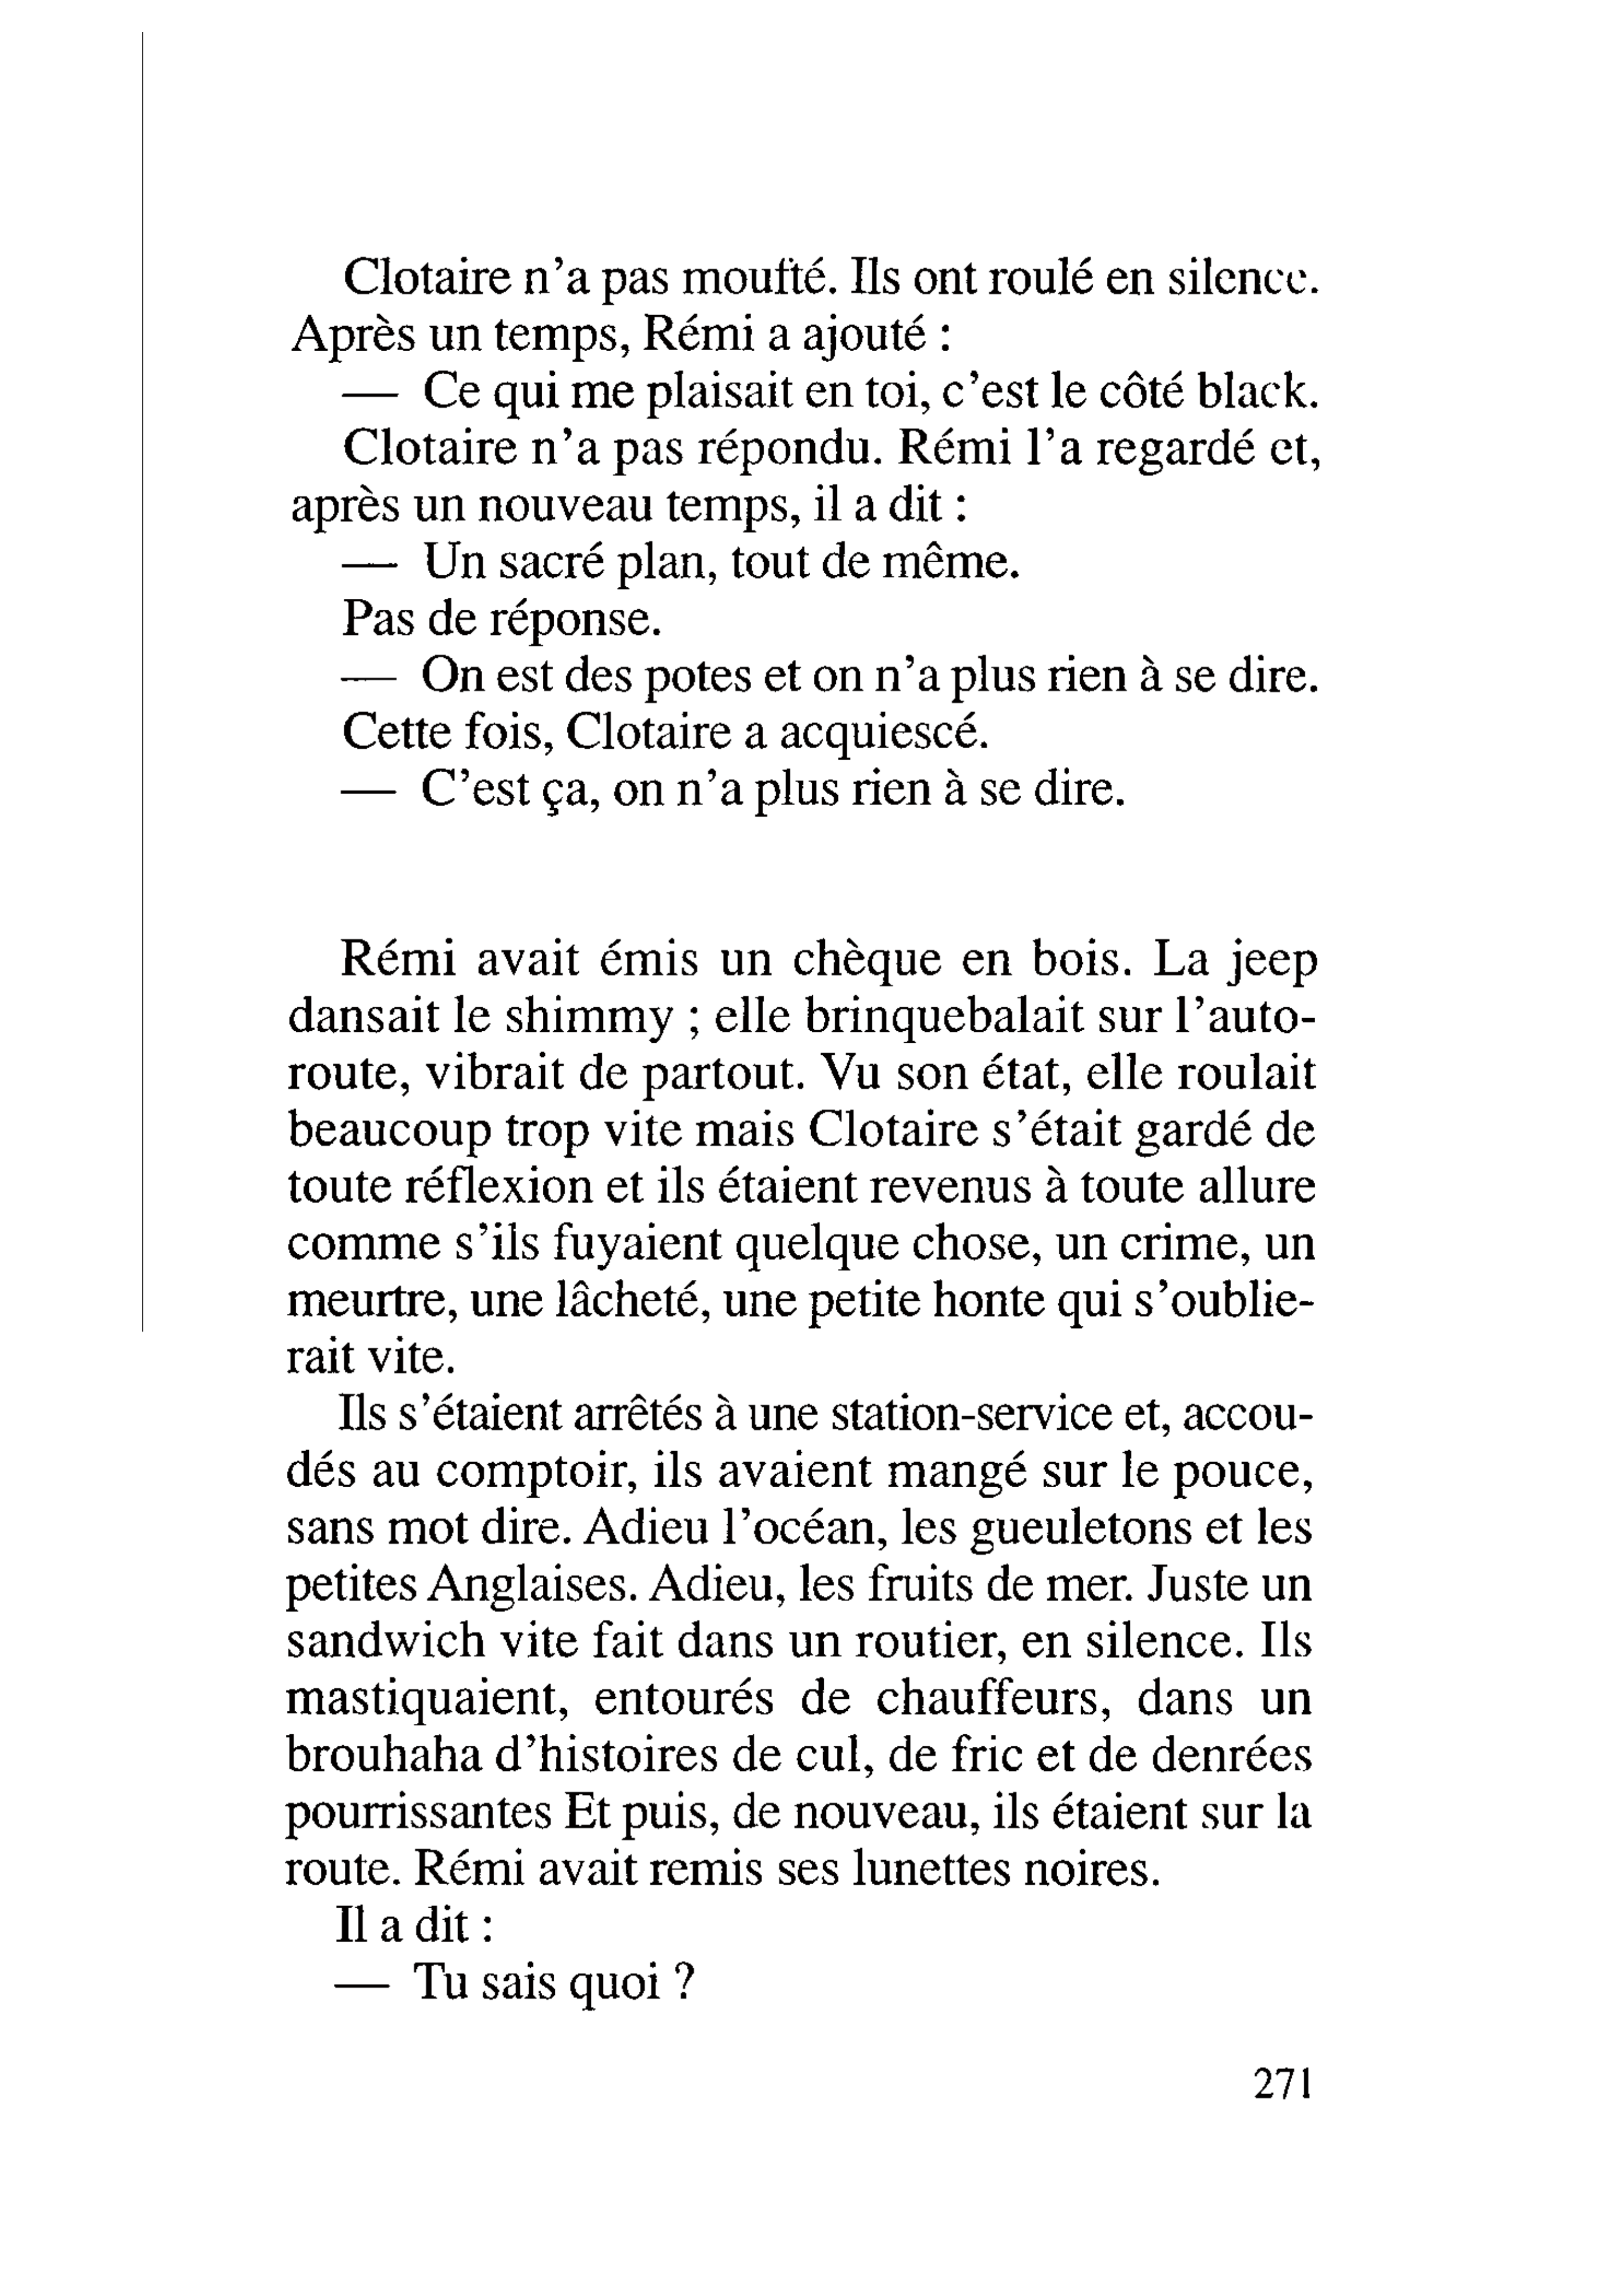 Clotaire n'a pas moufté. Ils ont roulé en silence.
Après un temps, Rémi a ajouté :
— Ce qui me plaisait en toi, c'est le côté black.
Clotaire n'a pas répondu. Rémi l'a regardé et,
après un nouveau temps, il a dit :
— Un sacré plan, tout de même.
Pas de réponse.
— On est des potes et on n'a plus rien à se dire.
Cette fois, Clotaire a acquiescé.
— C'est ça, on n'a plus rien à se dire.
Rémi avait émis un chèque en bois. La jeep
dansait le shimmy ; elle brinquebalait sur l'auto-
route, vibrait de partout. Vu son état, elle roulait
beaucoup trop vite mais Clotaire s'était gardé de
toute réflexion et ils étaient revenus à toute allure
comme s'ils fuyaient quelque chose, un crime, un
meurtre, une lâcheté, une petite honte qui s'oublie-
rait vite.
Ils s'étaient arrêtés à une station-service et, accou-
dés au comptoir, ils avaient mangé sur le pouce,
sans mot dire. Adieu l'océan, les gueuletons et les
petites Anglaises. Adieu, les fruits de mer. Juste un
sandwich vite fait dans un routier, en silence. Ils
mastiquaient, entourés de chauffeurs, dans un
brouhaha d'histoires de cul, de fric et de denrées
pourrissantes Et puis, de nouveau, ils étaient sur la
route. Rémi avait remis ses lunettes noires.
Il a dit :
— Tu sais quoi ?
271